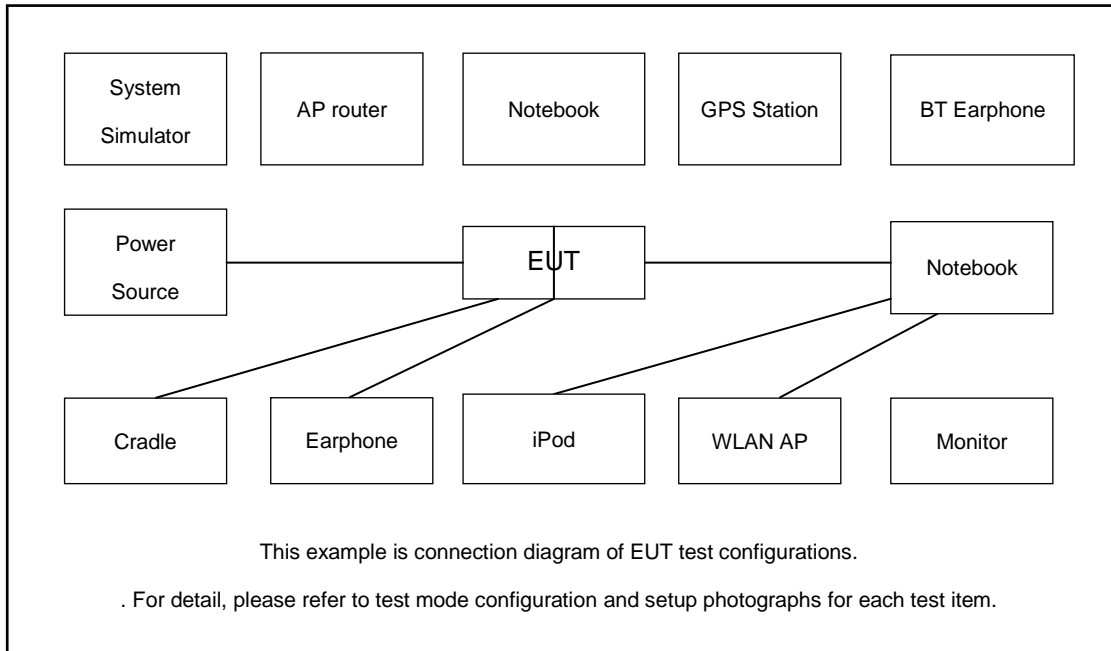 System
Simulator
AP router
Notebook
GPS Station
BT Earphone
Power
Source
EUT
Notebook
Cradle
Earphone
iPod
WLAN AP
Monitor
This example is connection diagram of EUT test configurations.
. For detail, please refer to test mode configuration and setup photographs for each test item.